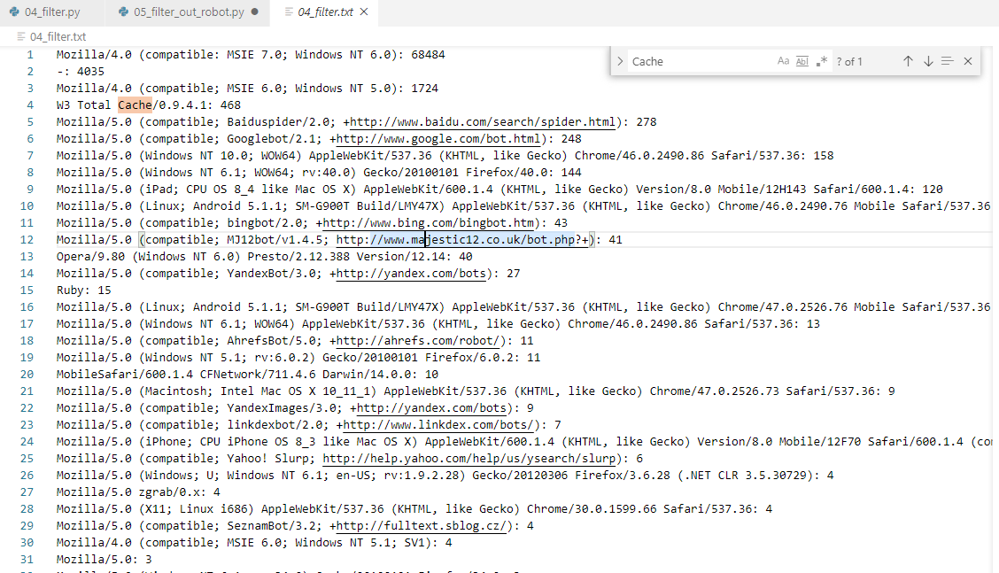 04_filter.py 05_filter_out_robot.py 04_filter.txt
04_filter.txt
Cache Aa Abl .* ? of 1
1 Mozilla/4.0 (compatible: MSIE 7.0; Windows NT 6.0): 68484
2 -: 4035
3 Mozilla/4.0 (compatible; MSIE 6.0; Windows NT 5.0): 1724
4 W3 Total Cache/0.9.4.1: 468
5 Mozilla/5.0 (compatible; Baiduspider/2.0; +http://www.baidu.com/search/spider.html): 278
6 Mozilla/5.0 (compatible; Googlebot/2.1; +http://www.google.com/bot.html): 248
7 Mozilla/5.0 (Windows NT 10.0; WOW64) AppleWebKit/537.36 (KHTML, like Gecko) Chrome/46.0.2490.86 Safari/537.36: 158
8 Mozilla/5.0 (Windows NT 6.1; WOW64; rv:40.0) Gecko/20100101 Firefox/40.0: 144
9 Mozilla/5.0 (iPad; CPU OS 8_4 like Mac OS X) AppleWebKit/600.1.4 (KHTML, like Gecko) Version/8.0 Mobile/12H143 Safari/600.1.4: 120
10 Mozilla/5.0 (Linux; Android 5.1.1; SM-G900T Build/LMY47X) AppleWebKit/537.36 (KHTML, like Gecko) Chrome/46.0.2490.76 Mobile Safari/537.36
11 Mozilla/5.0 (compatible; bingbot/2.0; +http://www.bing.com/bingbot.htm): 43
12 Mozilla/5.0 (compatible; MJ12bot/v1.4.5; http://www.majestic12.co.uk/bot.php?+): 41
13 Opera/9.80 (Windows NT 6.0) Presto/2.12.388 Version/12.14: 40
14 Mozilla/5.0 (compatible; YandexBot/3.0; +http://yandex.com/bots): 27
15 Ruby: 15
16 Mozilla/5.0 (Linux; Android 5.1.1; SM-G900T Build/LMY47X) AppleWebKit/537.36 (KHTML, like Gecko) Chrome/47.0.2526.76 Mobile Safari/537.36
17 Mozilla/5.0 (Windows NT 6.1; WOW64) AppleWebKit/537.36 (KHTML, like Gecko) Chrome/46.0.2490.86 Safari/537.36: 13
18 Mozilla/5.0 (compatible; AhrefsBot/5.0; +http://ahrefs.com/robot/): 11
19 Mozilla/5.0 (Windows NT 5.1; rv:6.0.2) Gecko/20100101 Firefox/6.0.2: 11
20 MobileSafari/600.1.4 CFNetwork/711.4.6 Darwin/14.0.0: 10
21 Mozilla/5.0 (Macintosh; Intel Mac OS X 10_11_1) AppleWebKit/537.36 (KHTML, like Gecko) Chrome/47.0.2526.73 Safari/537.36: 9
22 Mozilla/5.0 (compatible; YandexImages/3.0; +http://yandex.com/bots): 9
23 Mozilla/5.0 (compatible; linkdexbot/2.0; +http://www.linkdex.com/bots/): 7
24 Mozilla/5.0 (iPhone; CPU iPhone OS 8_3 like Mac OS X) AppleWebKit/600.1.4 (KHTML, like Gecko) Version/8.0 Mobile/12F70 Safari/600.1.4 (co
25 Mozilla/5.0 (compatible; Yahoo! Slurp; http://help.yahoo.com/help/us/ysearch/slurp): 6
26 Mozilla/5.0 (Windows; U; Windows NT 6.1; en-US; rv:1.9.2.28) Gecko/20120306 Firefox/3.6.28 (.NET CLR 3.5.30729): 4
27 Mozilla/5.0 zgrab/0.x: 4
28 Mozilla/5.0 (X11; Linux i686) AppleWebKit/537.36 (KHTML, like Gecko) Chrome/30.0.1599.66 Safari/537.36: 4
29 Mozilla/5.0 (compatible; SeznamBot/3.2; +http://fulltext.sblog.cz/): 4
30 Mozilla/4.0 (compatible; MSIE 6.0; Windows NT 5.1; SV1): 4
31 Mozilla/5.0: 3